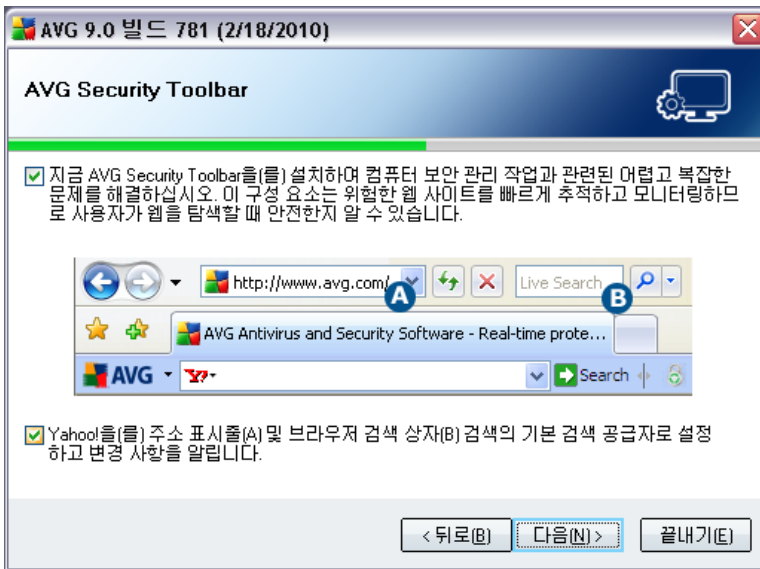 AVG 9.0 빌드 781 (2/18/2010)
AVG Security Toolbar
지금 AVG Security Toolbar을(를) 설치하여 컴퓨터 보안 관리 작업과 관련된 어렵고 복잡한
문제를 해결하십시오. 이 구성 요소는 위험한 웹 사이트를 빠르게 추적하고 모니터링하므
로 사용자가 웹을 탐색할 때 안전한지 알 수 있습니다.
http://www.avg.com/
A
Live Search
B
AVG Antivirus and Security Software - Real-time prote...
AVG
Y?
Search
Yahoo!을(를) 주소 표시줄(A) 및 브라우저 검색 상자(B) 검색의 기본 검색 공급자로 설정
하고 변경 사항을 알립니다.
< 뒤로(B)
다음(N) >
끝내기(E)